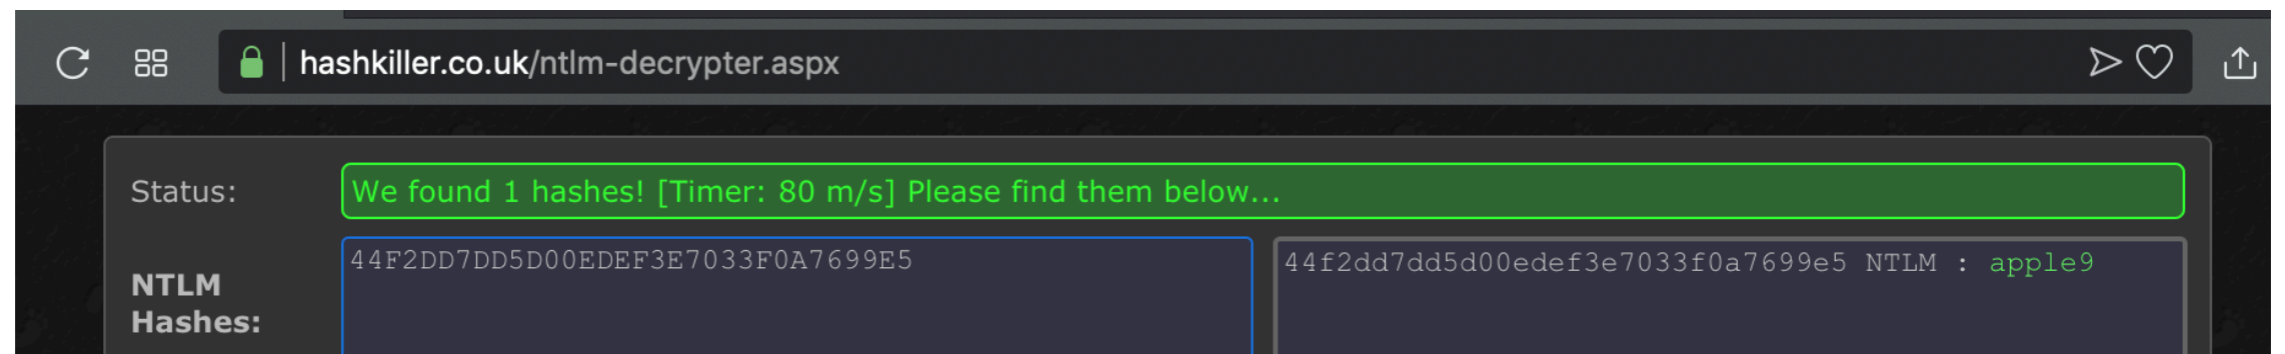 hashkiller.co.uk/ntlm-decrypter.aspx
Status:
We found 1 hashes! [Timer: 80 m/s] Please find them below...
NTLM
Hashes:
44F2DD7DD5D00EDEF3E7033F0A7699E5
44f2dd7dd5d00edef3e7033f0a7699e5 NTLM : apple9